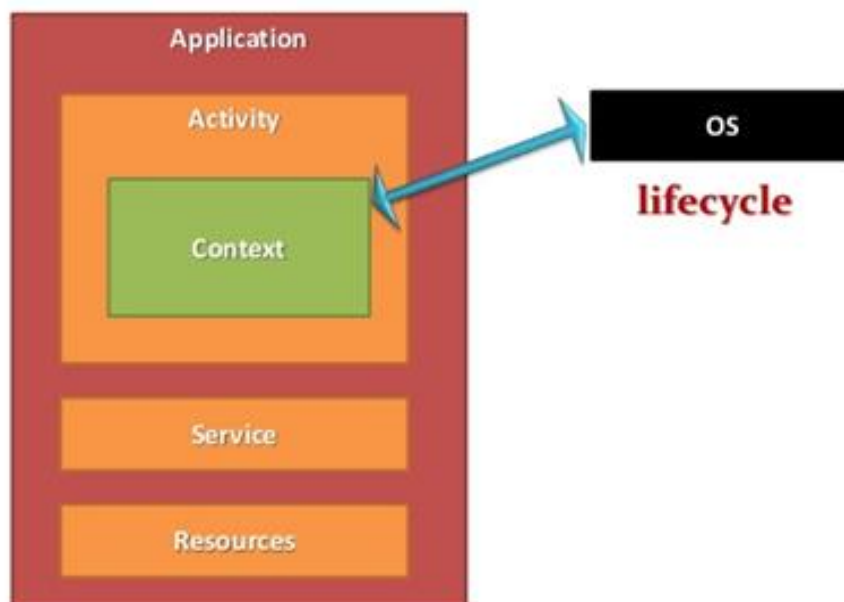 Application
Activity
OS
lifecycle
Context
Service
Resources